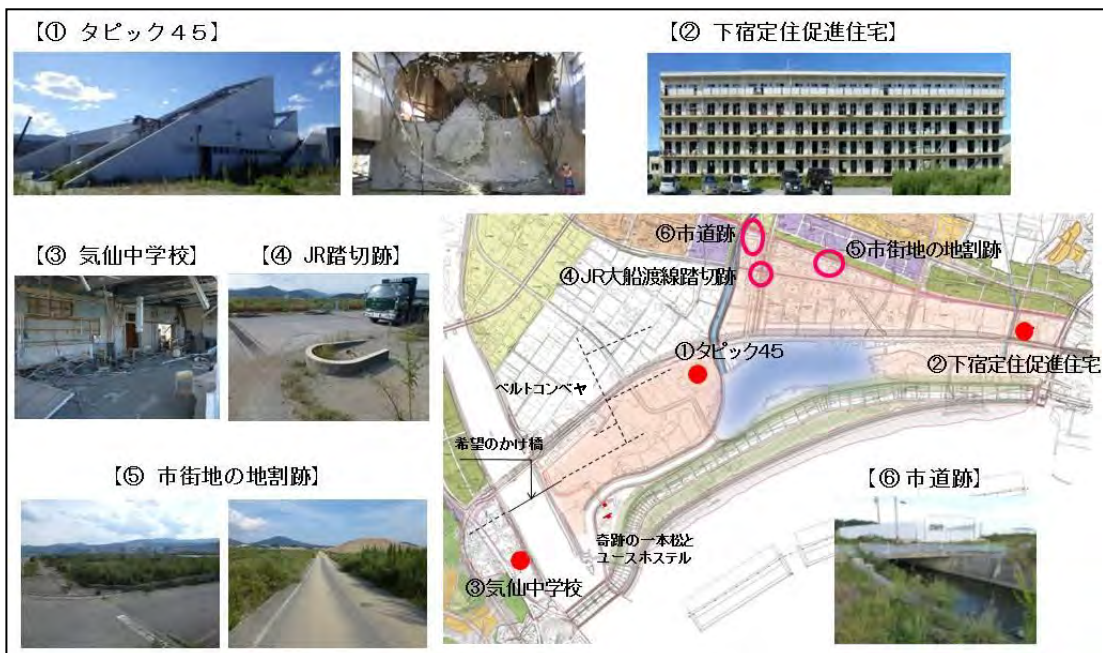 【① タピック45】
【② 下宿定住促進住宅】
【③ 気仙中学校】
【④ JR踏切跡】
⑥市道跡
⑤市街地の地割跡
④JR大船渡線踏切跡
①タピック45
②下宿定住促進住宅
ベルトコンベヤ
希望のかけ橋
【⑤ 市街地の地割跡】
【⑥ 市道跡】
奇跡の一本松と
ユースホステル
③気仙中学校